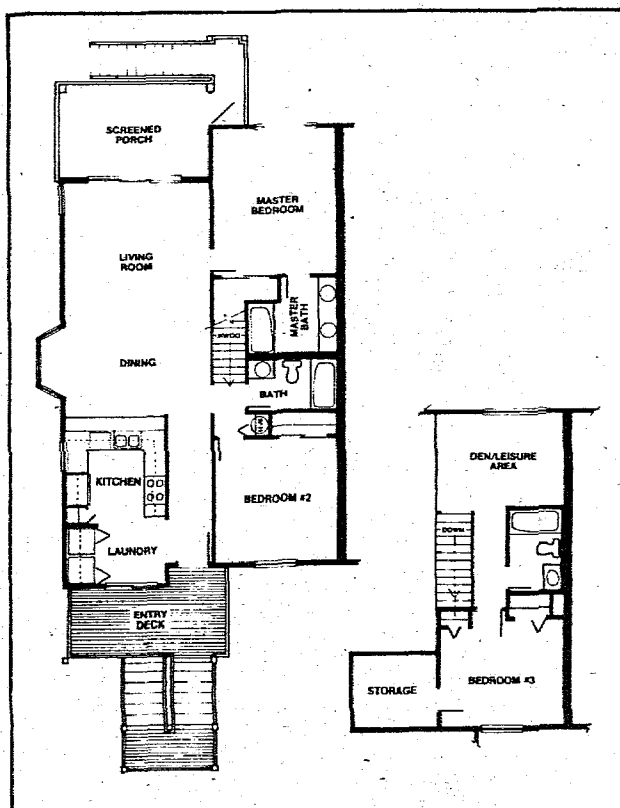 SCREENED
PORCH
MASTER
BEDROOM
LIVING
ROOM
MASTER
BATH
DOWN
DINING
BATH
KITCHEN
BEDROOM #2
LAUNDRY
ENTRY
DECK
DEN/LEISURE
AREA
DOWN
BEDROOM #3
STORAGE